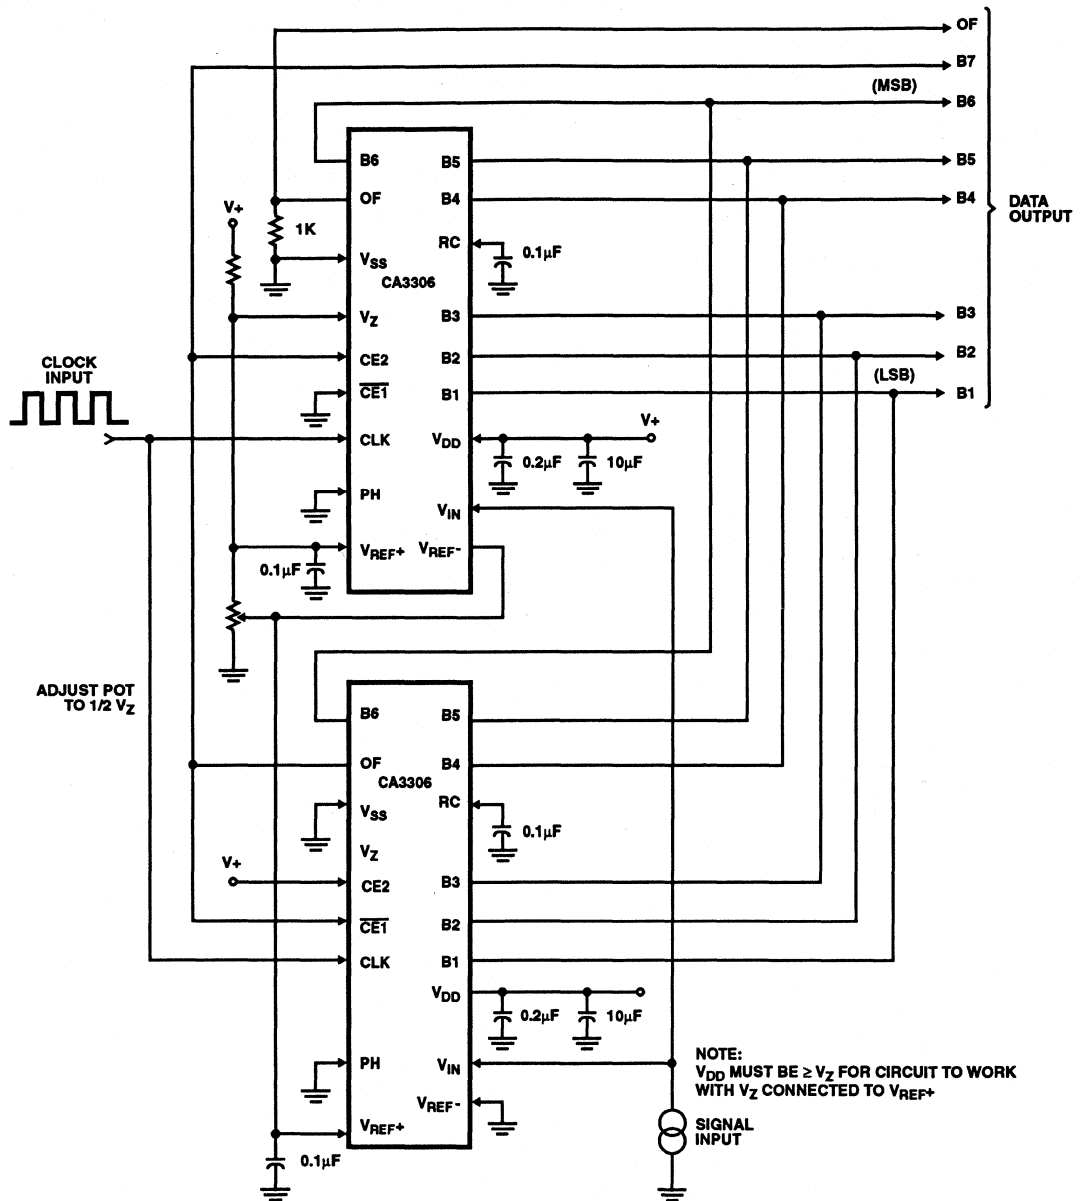 OF
B7
(MSB)
B6
B5
B4
DATA
OUTPUT
B3
B2
(LSB)
B1
B6
B5
OF
B4
V+
1K
RC
0.1μF
VSS
CA3306
VZ
B3
CE2
B2
CLOCK
INPUT
CE1
B1
CLK
VDD
V+
0.2μF
10μF
PH
VIN
VREF+
VREF-
0.1μF
ADJUST POT
TO 1/2 VZ
B6
B5
OF
B4
CA3306
RC
VSS
0.1μF
VZ
V+
CE2
B3
CE1
B2
CLK
B1
VDD
0.2μF
10μF
PH
VIN
VREF-
VREF+
0.1μF
NOTE:
VDD MUST BE ≥ VZ FOR CIRCUIT TO WORK
WITH VZ CONNECTED TO VREF+
SIGNAL
INPUT